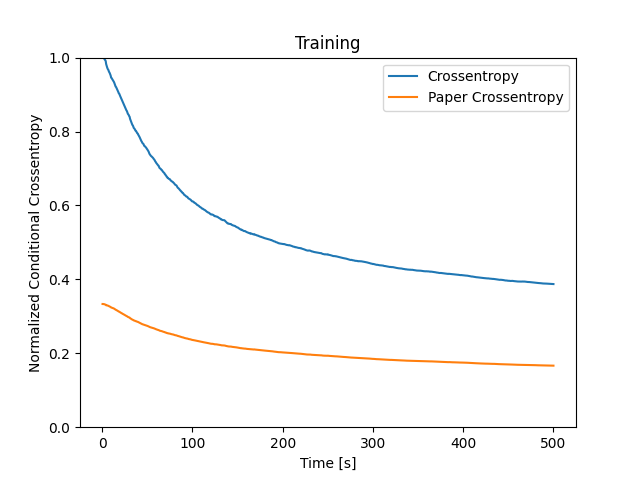 Training
Crossentropy
Paper Crossentropy
Normalized Conditional Crossentropy
1.0
0.8
0.6
0.4
0.2
0.0
0 100 200 300 400 500
Time [s]